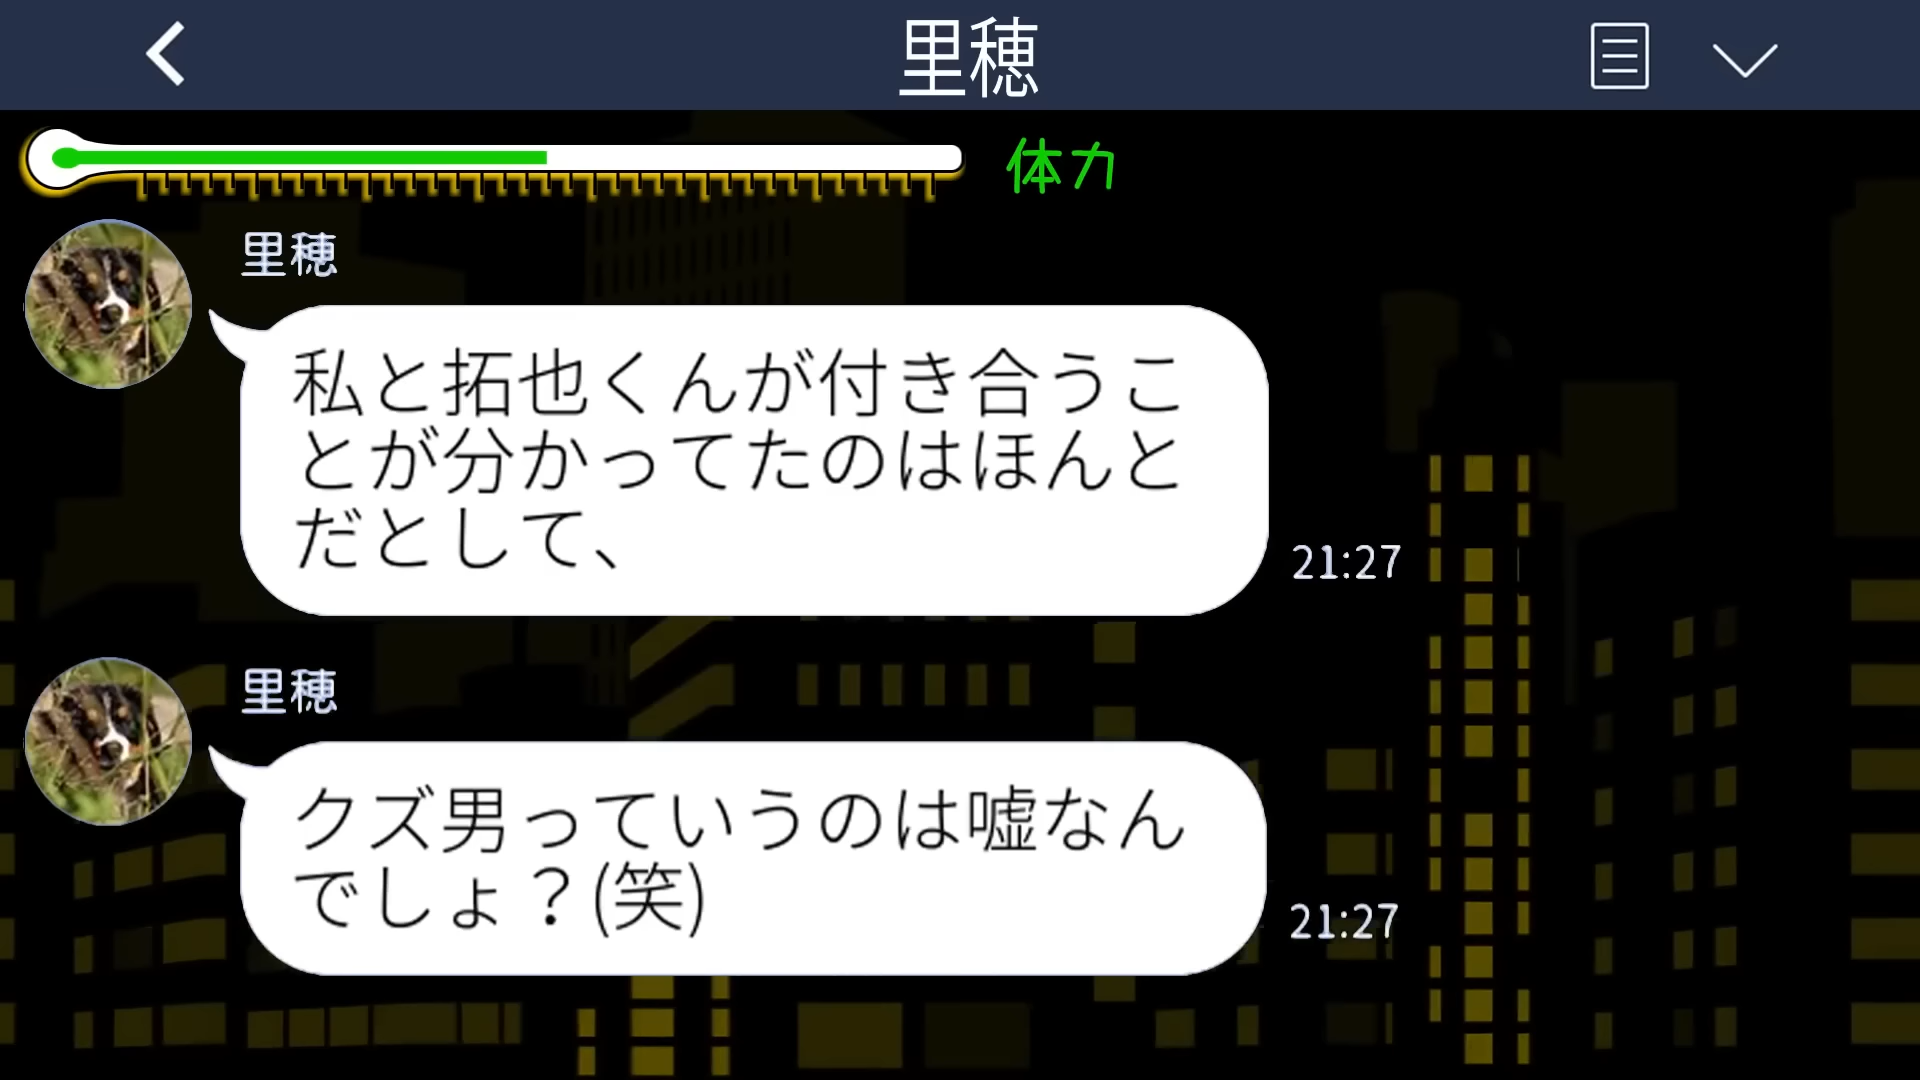 里穂
体力
里穂
私と拓也くんが付き合うこ
とが分かってたのはほんと
だとして、
21:27
里穂
クズ男っていうのは嘘なん
でしょ？(笑)
21:27